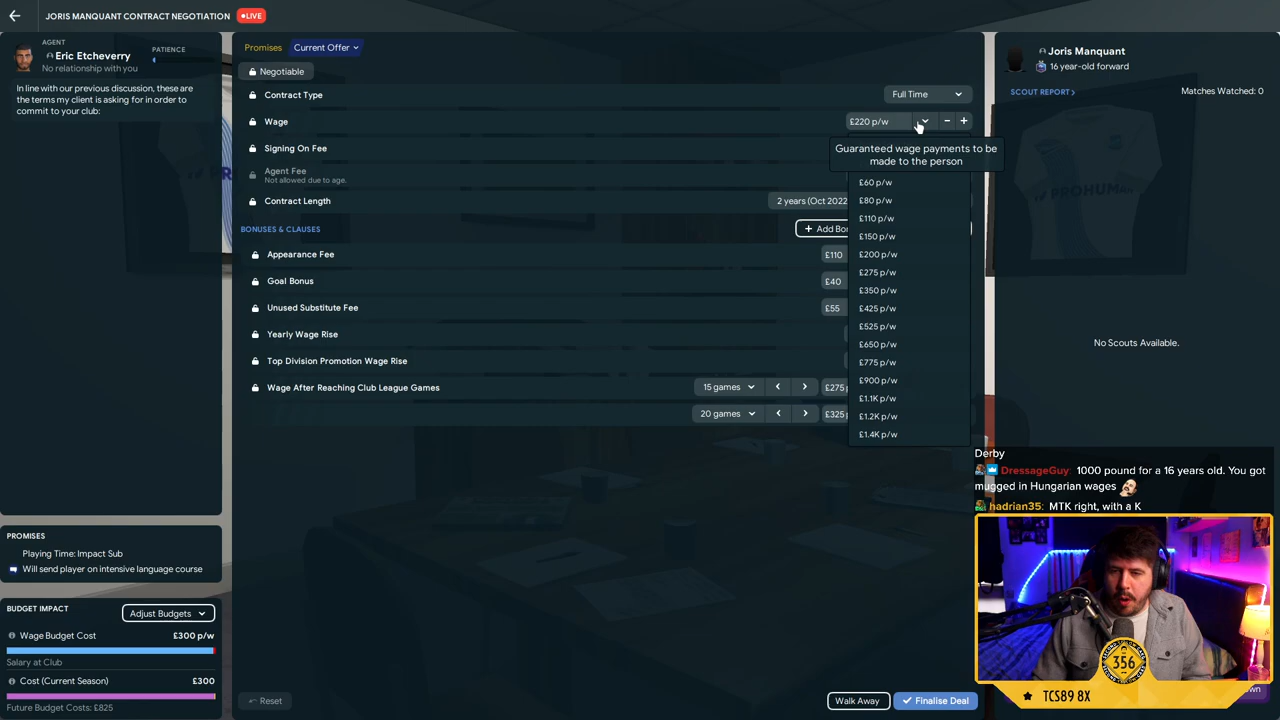 JORIS MANQUANT CONTRACT NEGOTIATION
LIVE
AGENT
Eric Etcheverry
No relationship with you
PATIENCE
In line with our previous discussion, these are
the terms my client is asking for in order to
commit to your club:
Promises
Current Offer
Negotiable
Contract Type
Full Time
Wage
£220 p/w
Guaranteed wage payments to be
made to the person
Signing On Fee
Agent Fee
Not allowed due to age.
Contract Length
2 years (Oct 2022
BONUSES & CLAUSES
+ Add Bon
Appearance Fee
£110
Goal Bonus
£40
Unused Substitute Fee
£55
Yearly Wage Rise
Top Division Promotion Wage Rise
Wage After Reaching Club League Games
15 games
£275 p
20 games
£325 p
£60 p/w
£80 p/w
£110 p/w
£150 p/w
£200 p/w
£275 p/w
£350 p/w
£425 p/w
£525 p/w
£650 p/w
£775 p/w
£900 p/w
£1.1K p/w
£1.2K p/w
£1.4K p/w
Joris Manquant
16 year-old forward
SCOUT REPORT >
Matches Watched: 0
PROHUMAN
No Scouts Available.
Derby
DressageGuy: 1000 pound for a 16 years old. You got
mugged in Hungarian wages
hadrian35: MTK right, with a K
PROMISES
Playing Time: Impact Sub
Will send player on intensive language course
BUDGET IMPACT
Adjust Budgets
Wage Budget Cost
£300 p/w
Salary at Club
Cost (Current Season)
£300
Future Budget Costs: £825
Reset
Walk Away
Finalise Deal
356
TCS89 8X